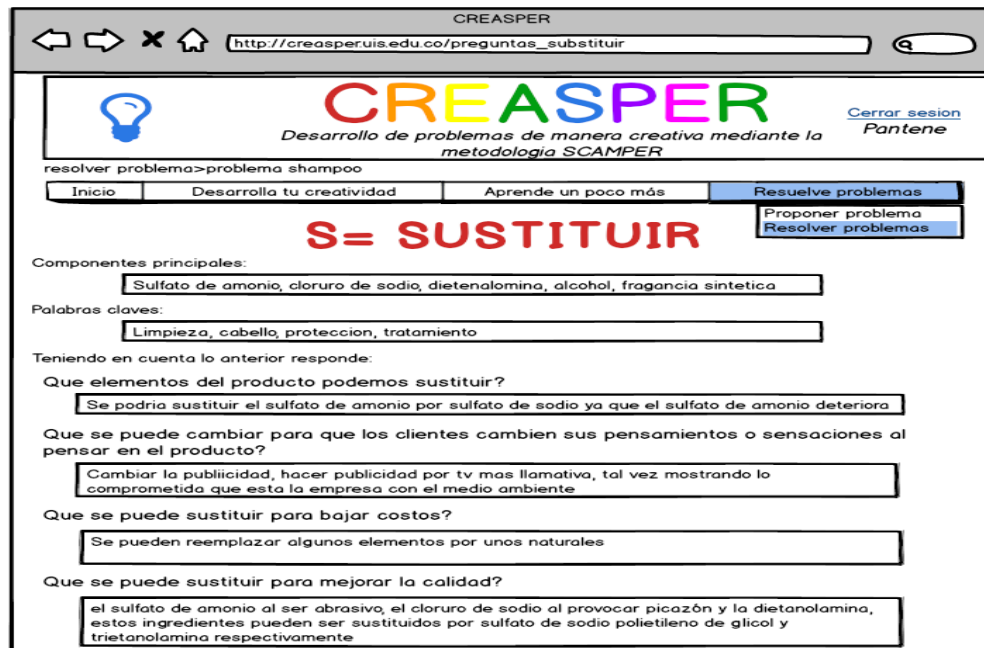 CREASPER
http://creasper.uis.edu.co/preguntas_substituir
CREASPER
Desarrollo de problemas de manera creativa mediante la
metodologia SCAMPER
Cerrar sesion
Pantene
resolver problema>problema shampoo
Inicio Desarrolla tu creatividad Aprende un poco más Resuelve problemas
Proponer problema
Resolver problemas
S= SUSTITUIR
Componentes principales:
Sulfato de amonio, cloruro de sodio, dietenalomina, alcohol, fragancia sintetica
Palabras claves:
Limpieza, cabello, proteccion, tratamiento
Teniendo en cuenta lo anterior responde:
Que elementos del producto podemos sustituir?
Se podria sustituir el sulfato de amonio por sulfato de sodio ya que el sulfato de amonio deteriora
Que se puede cambiar para que los clientes cambien sus pensamientos o sensaciones al
pensar en el producto?
Cambiar la publiicidad, hacer publicidad por tv mas llamativa, tal vez mostrando lo
comprometida que esta la empresa con el medio ambiente
Que se puede sustituir para bajar costos?
Se pueden reemplazar algunos elementos por unos naturales
Que se puede sustituir para mejorar la calidad?
el sulfato de amonio al ser abrasivo, el cloruro de sodio al provocar picazón y la dietanolamina,
estos ingredientes pueden ser sustituidos por sulfato de sodio polietileno de glicol y
trietanolamina respectivamente